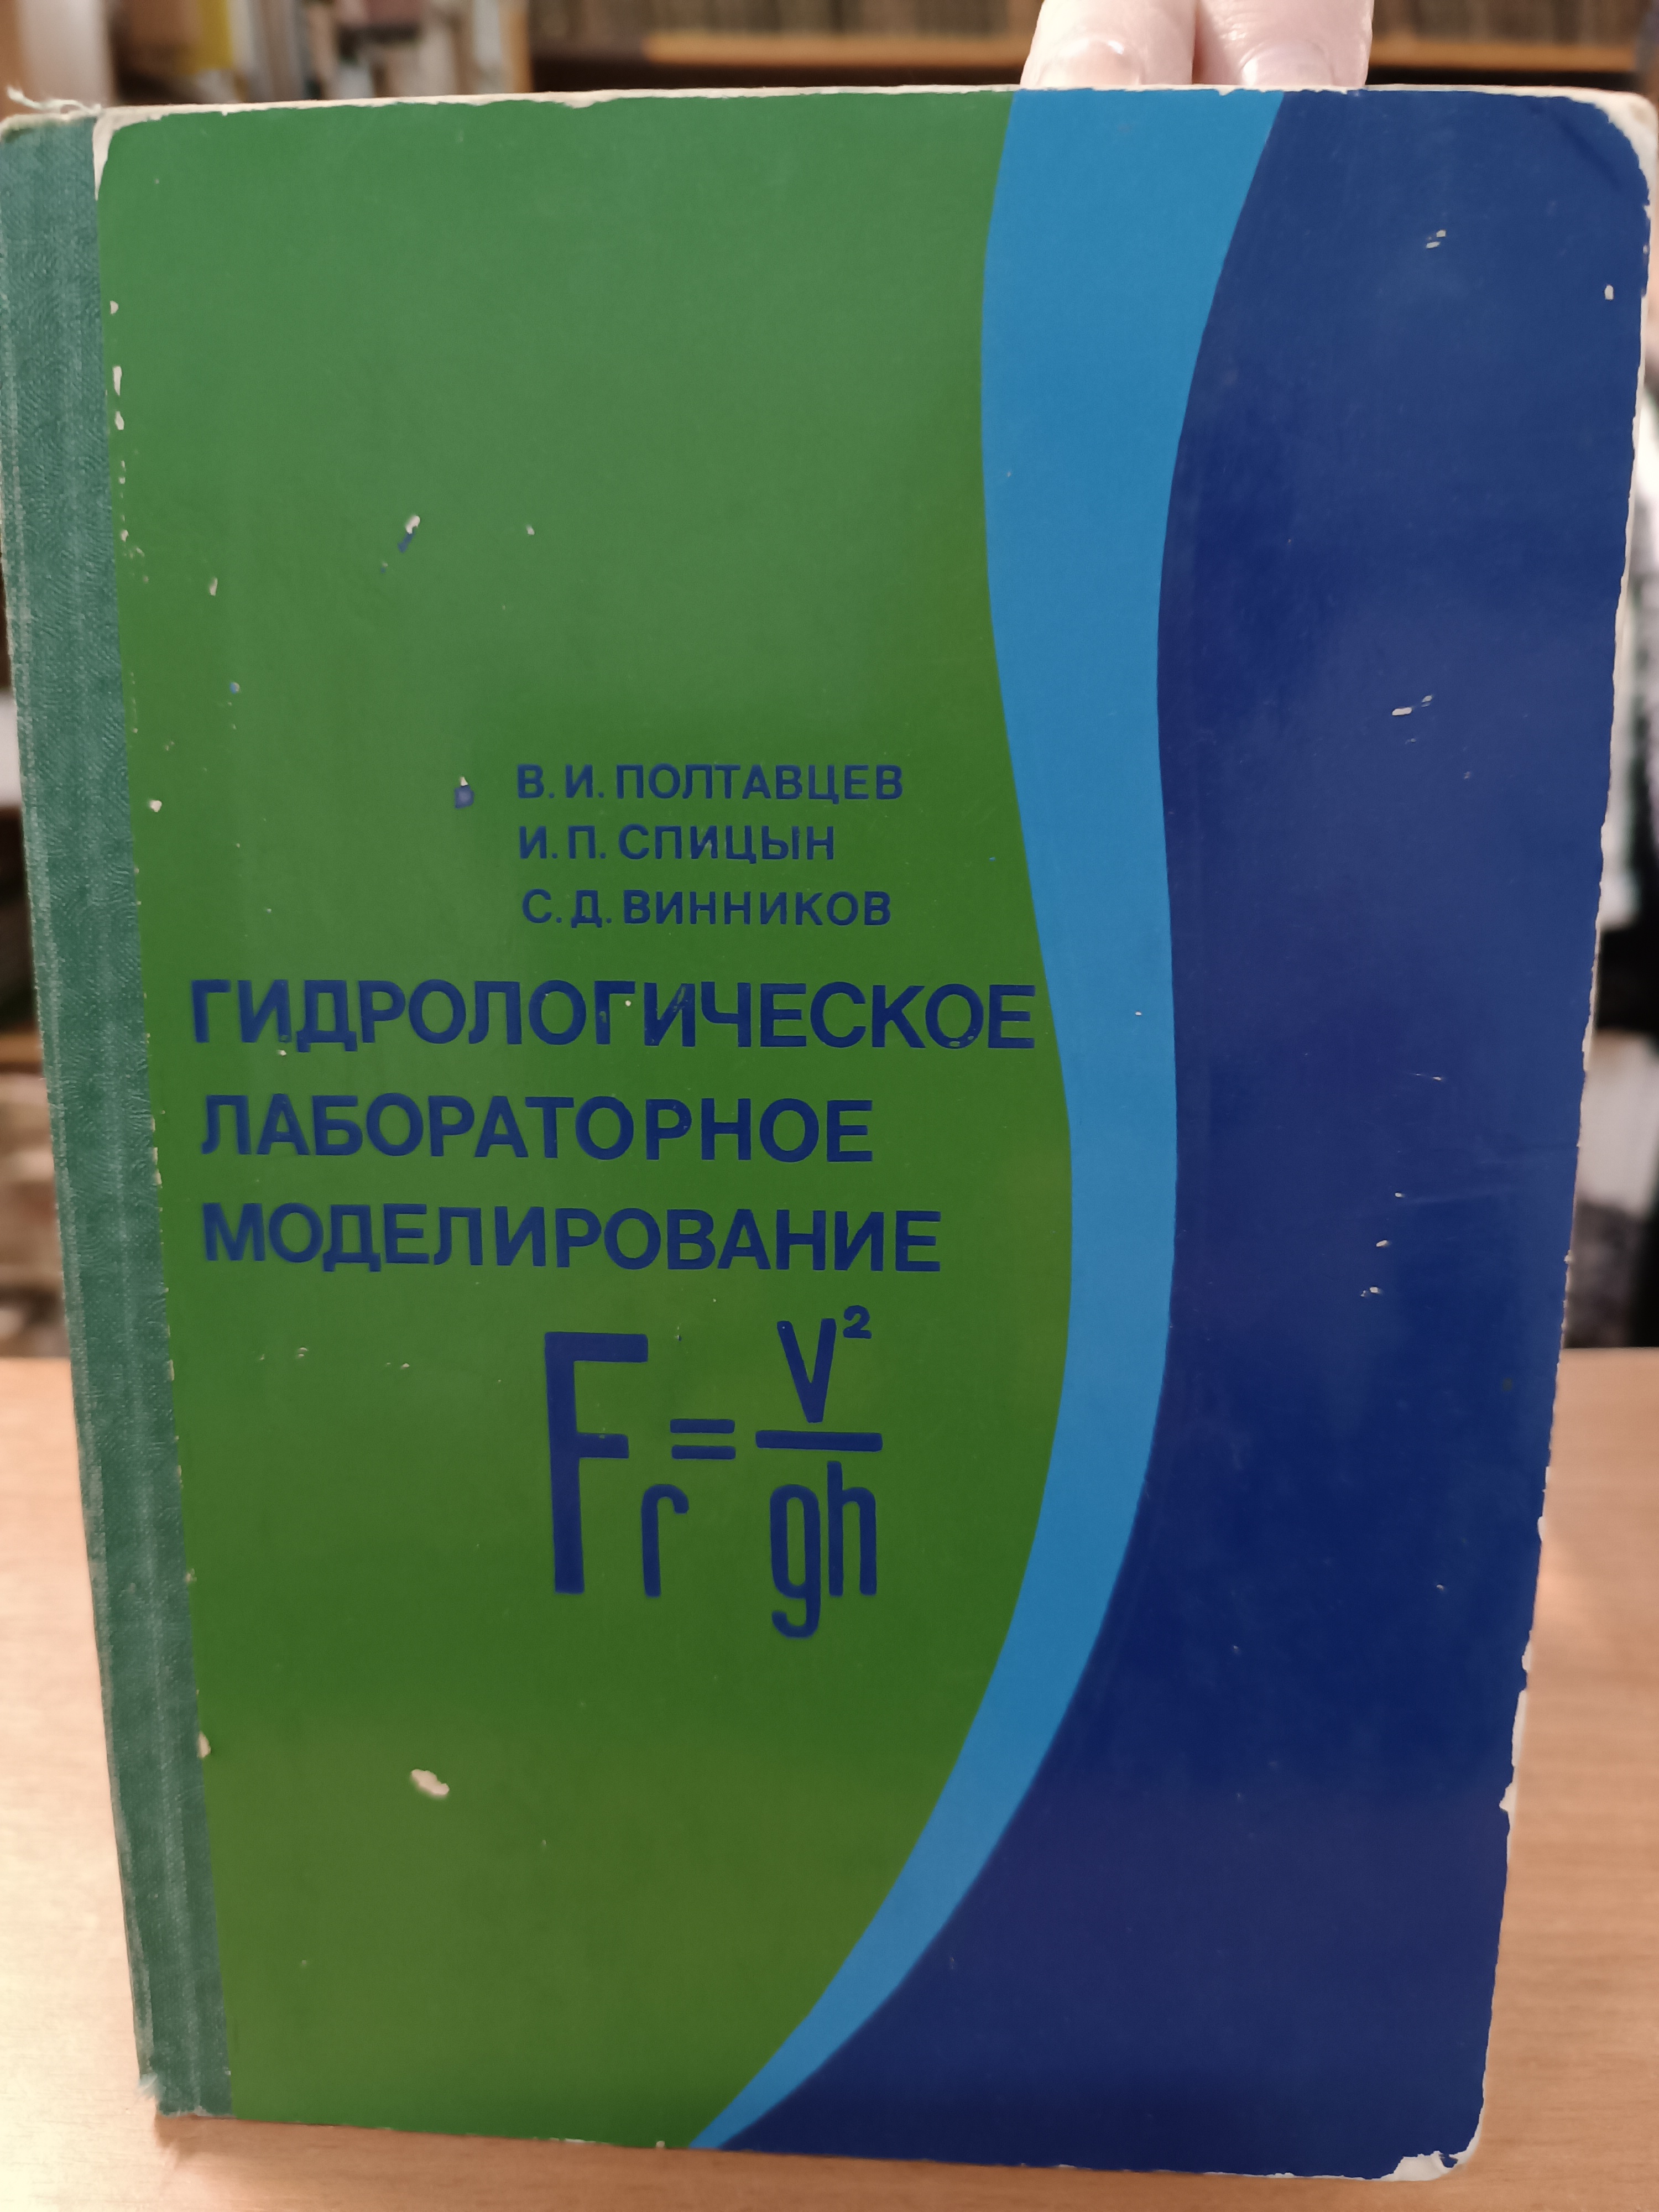 В. И. ПОЛТАВЦЕВ
И. П. СПИЦЫН
С. Д. ВИННИКОВ
ГИДРОЛОГИЧЕСКОЕ
ЛАБОРАТОРНОЕ
МОДЕЛИРОВАНИЕ
Fr = V²/gh